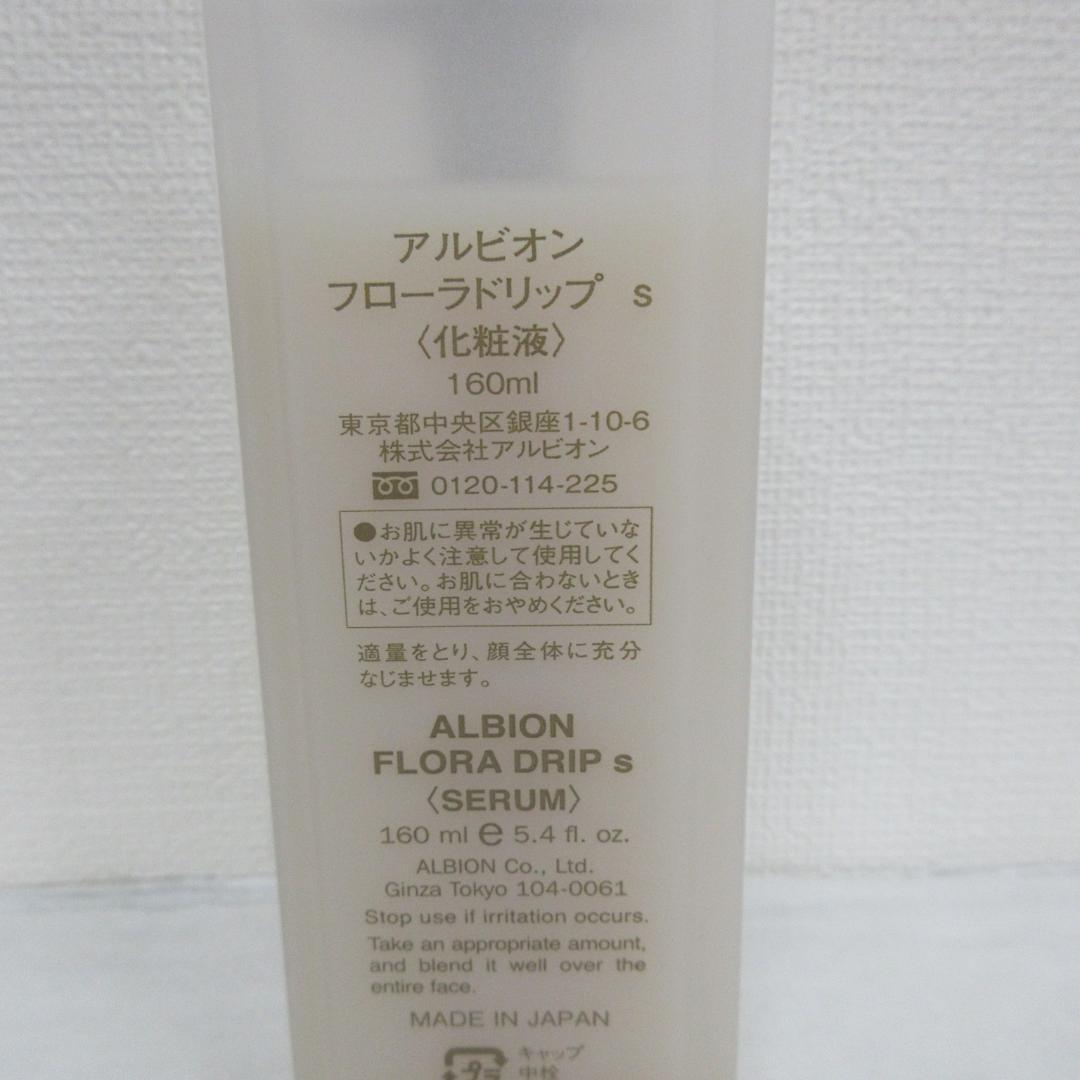 アルビオン
フローラドリップ s
〈化粧液〉
160ml
東京都中央区銀座1-10-6
株式会社アルビオン
0120-114-225
●お肌に異常が生じていな
いかよく注意して使用してく
ださい。お肌に合わないとき
は、ご使用をおやめください。
適量をとり、顔全体に充分
なじませます。
ALBION
FLORA DRIP s
〈SERUM〉
160 ml ℮ 5.4 fl. oz.
ALBION Co., Ltd.
Ginza Tokyo 104-0061
Stop use if irritation occurs.
Take an appropriate amount,
and blend it well over the
entire face.
MADE IN JAPAN
キャップ
プラ 中栓